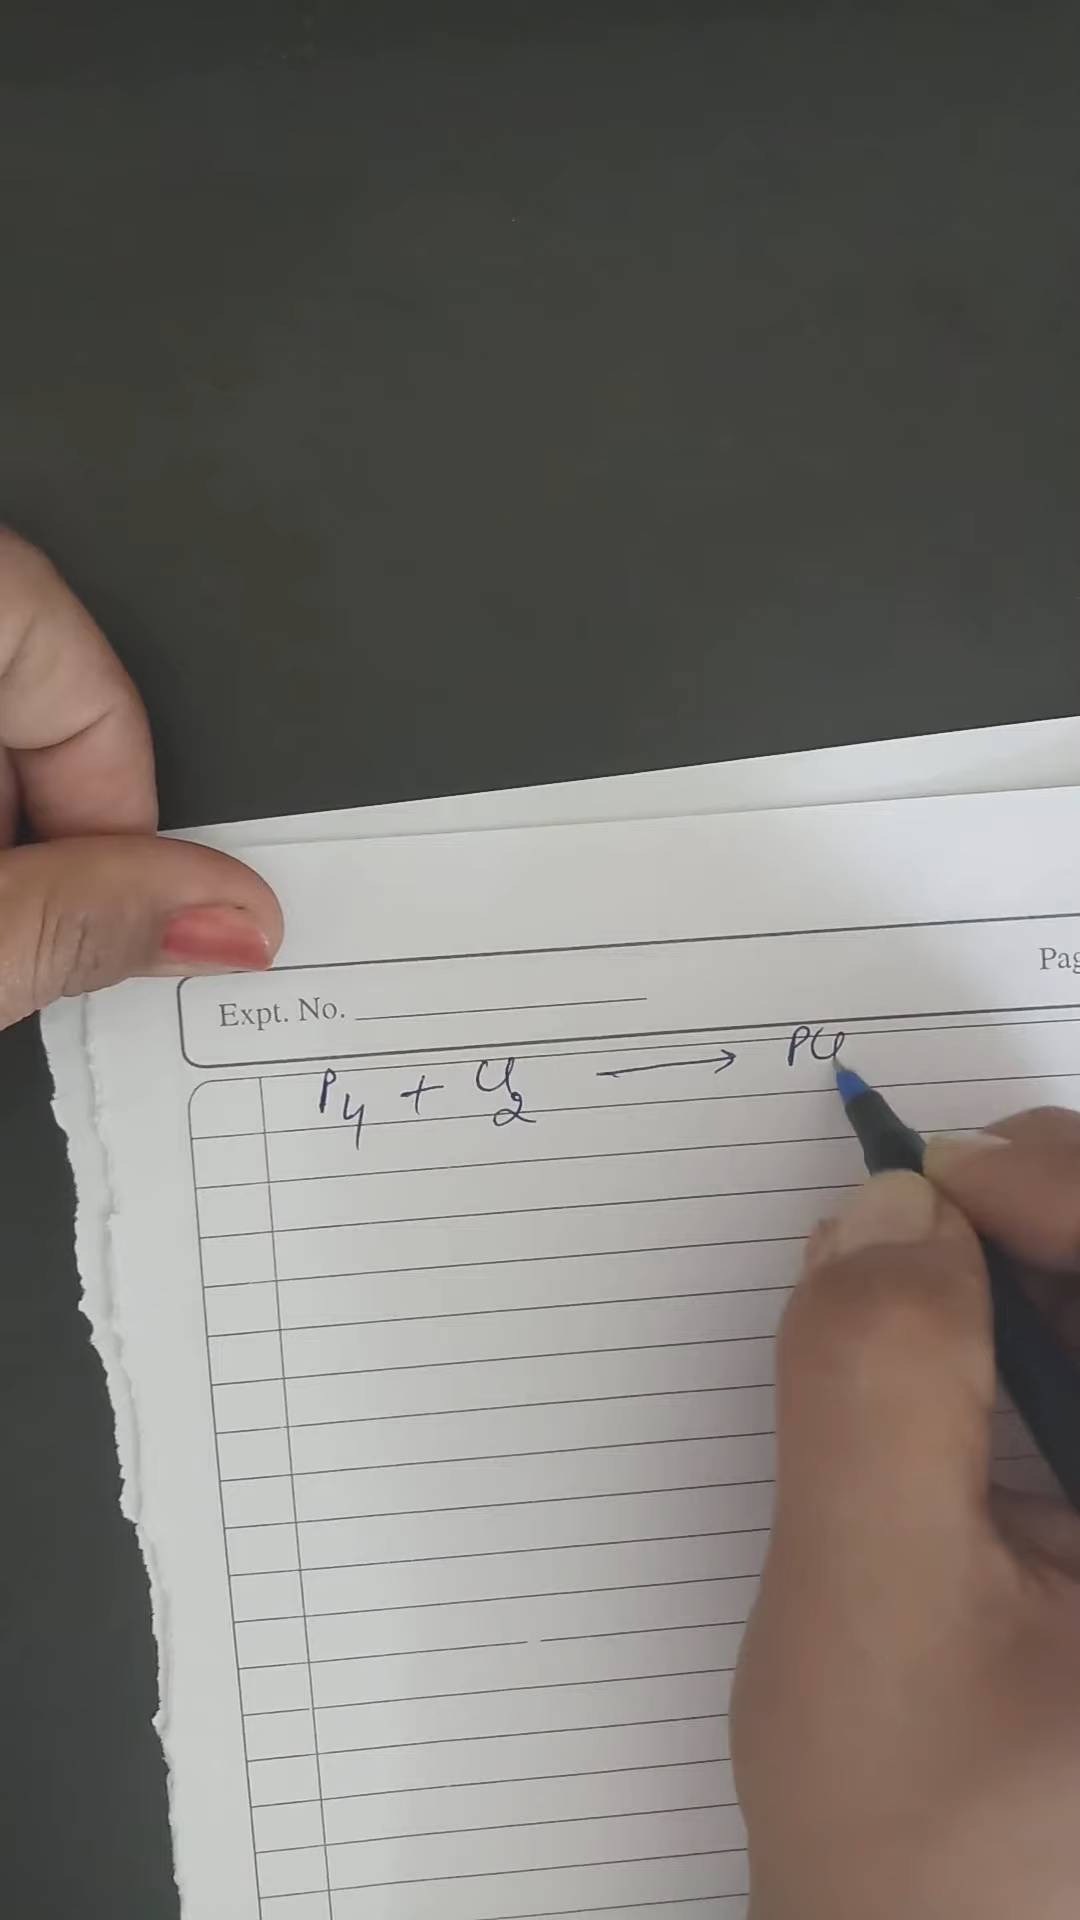 Expt. No.
Pag
P₄ + Cl₂ ⟶ PCl